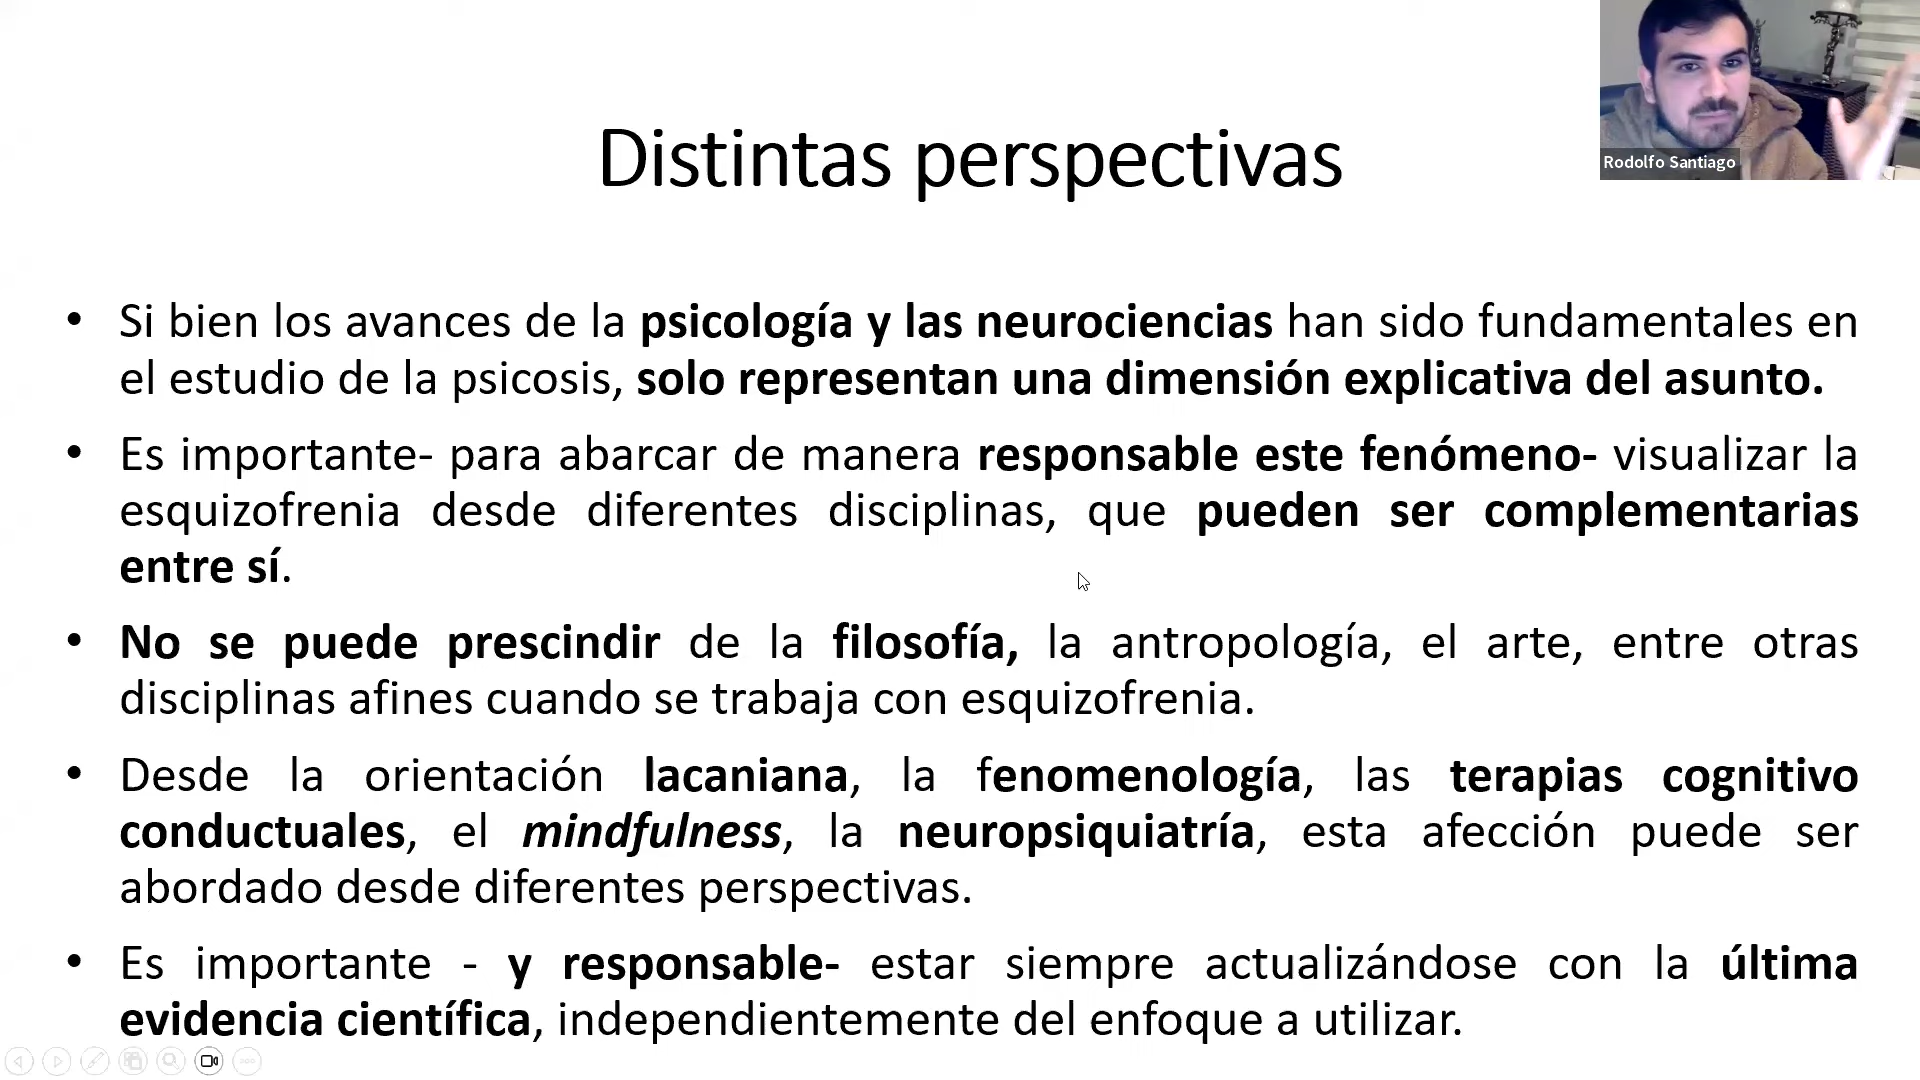 Distintas perspectivas
Rodolfo Santiago
• Si bien los avances de la psicología y las neurociencias han sido fundamentales en
el estudio de la psicosis, solo representan una dimensión explicativa del asunto.
• Es importante- para abarcar de manera responsable este fenómeno- visualizar la
esquizofrenia desde diferentes disciplinas, que pueden ser complementarias
entre sí.
• No se puede prescindir de la filosofía, la antropología, el arte, entre otras
disciplinas afines cuando se trabaja con esquizofrenia.
• Desde la orientación lacaniana, la fenomenología, las terapias cognitivo
conductuales, el mindfulness, la neuropsiquiatría, esta afección puede ser
abordado desde diferentes perspectivas.
• Es importante - y responsable- estar siempre actualizándose con la última
evidencia científica, independientemente del enfoque a utilizar.